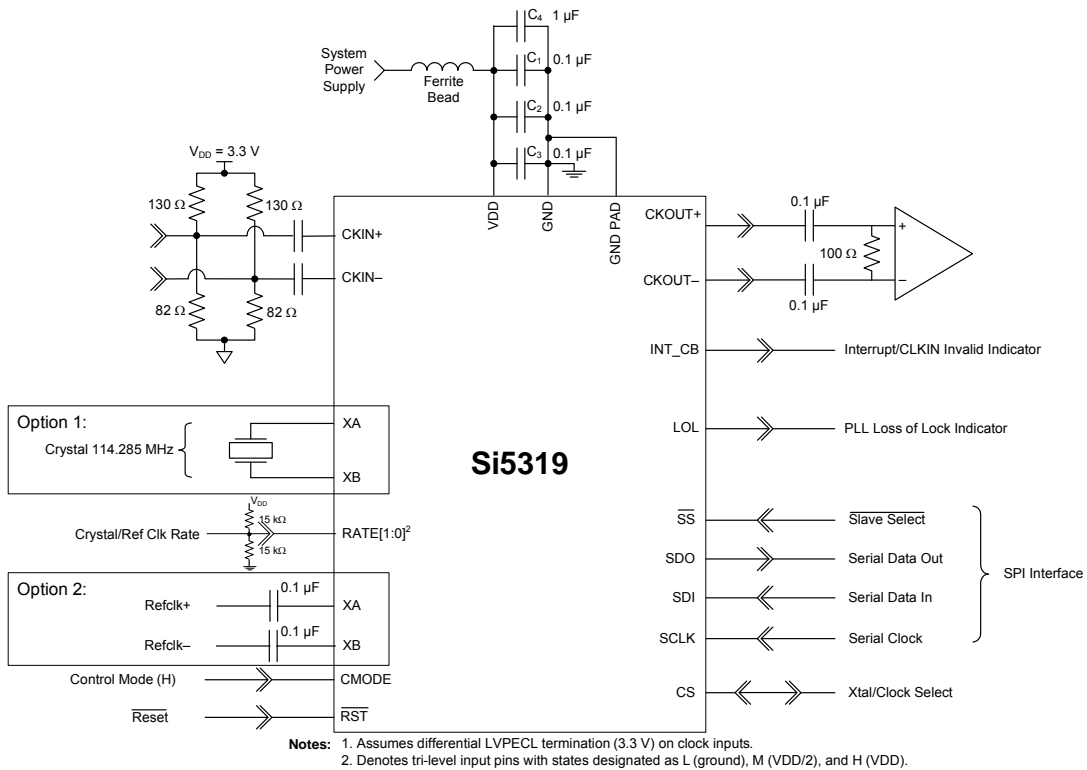 C4 1 µF
System
Power
Supply
Ferrite
Bead
C1 0.1 µF
C2 0.1 µF
C3 0.1 µF
VDD = 3.3 V
130 Ω
130 Ω
82 Ω
82 Ω
CKIN+
CKIN–
VDD
GND
GND PAD
CKOUT+
CKOUT–
0.1 µF
100 Ω
0.1 µF
+
–
INT_CB
Interrupt/CLKIN Invalid Indicator
LOL
PLL Loss of Lock Indicator
Option 1:
Crystal 114.285 MHz
XA
XB
Si5319
VDD
15 kΩ
15 kΩ
Crystal/Ref Clk Rate
RATE[1:0]2
Option 2:
Refclk+
0.1 µF
XA
Refclk–
0.1 µF
XB
Control Mode (H)
CMODE
Reset
RST
SS
Slave Select
SDO
Serial Data Out
SDI
Serial Data In
SCLK
Serial Clock
SPI Interface
CS
Xtal/Clock Select
Notes: 1. Assumes differential LVPECL termination (3.3 V) on clock inputs.
2. Denotes tri-level input pins with states designated as L (ground), M (VDD/2), and H (VDD).